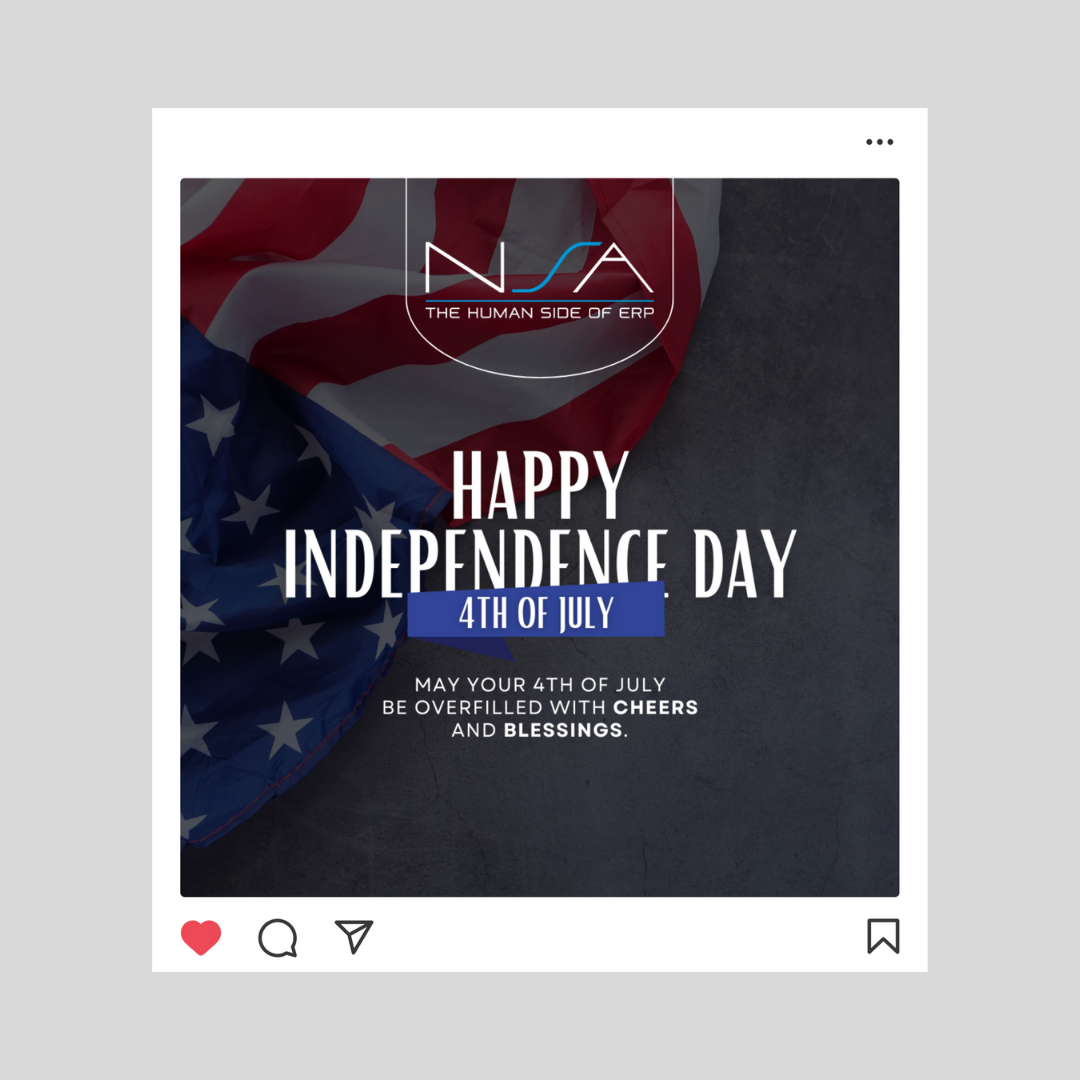 NSA
THE HUMAN SIDE OF ERP
HAPPY
INDEPENDENCE DAY
4TH OF JULY
MAY YOUR 4TH OF JULY
BE OVERFILLED WITH CHEERS
AND BLESSINGS.